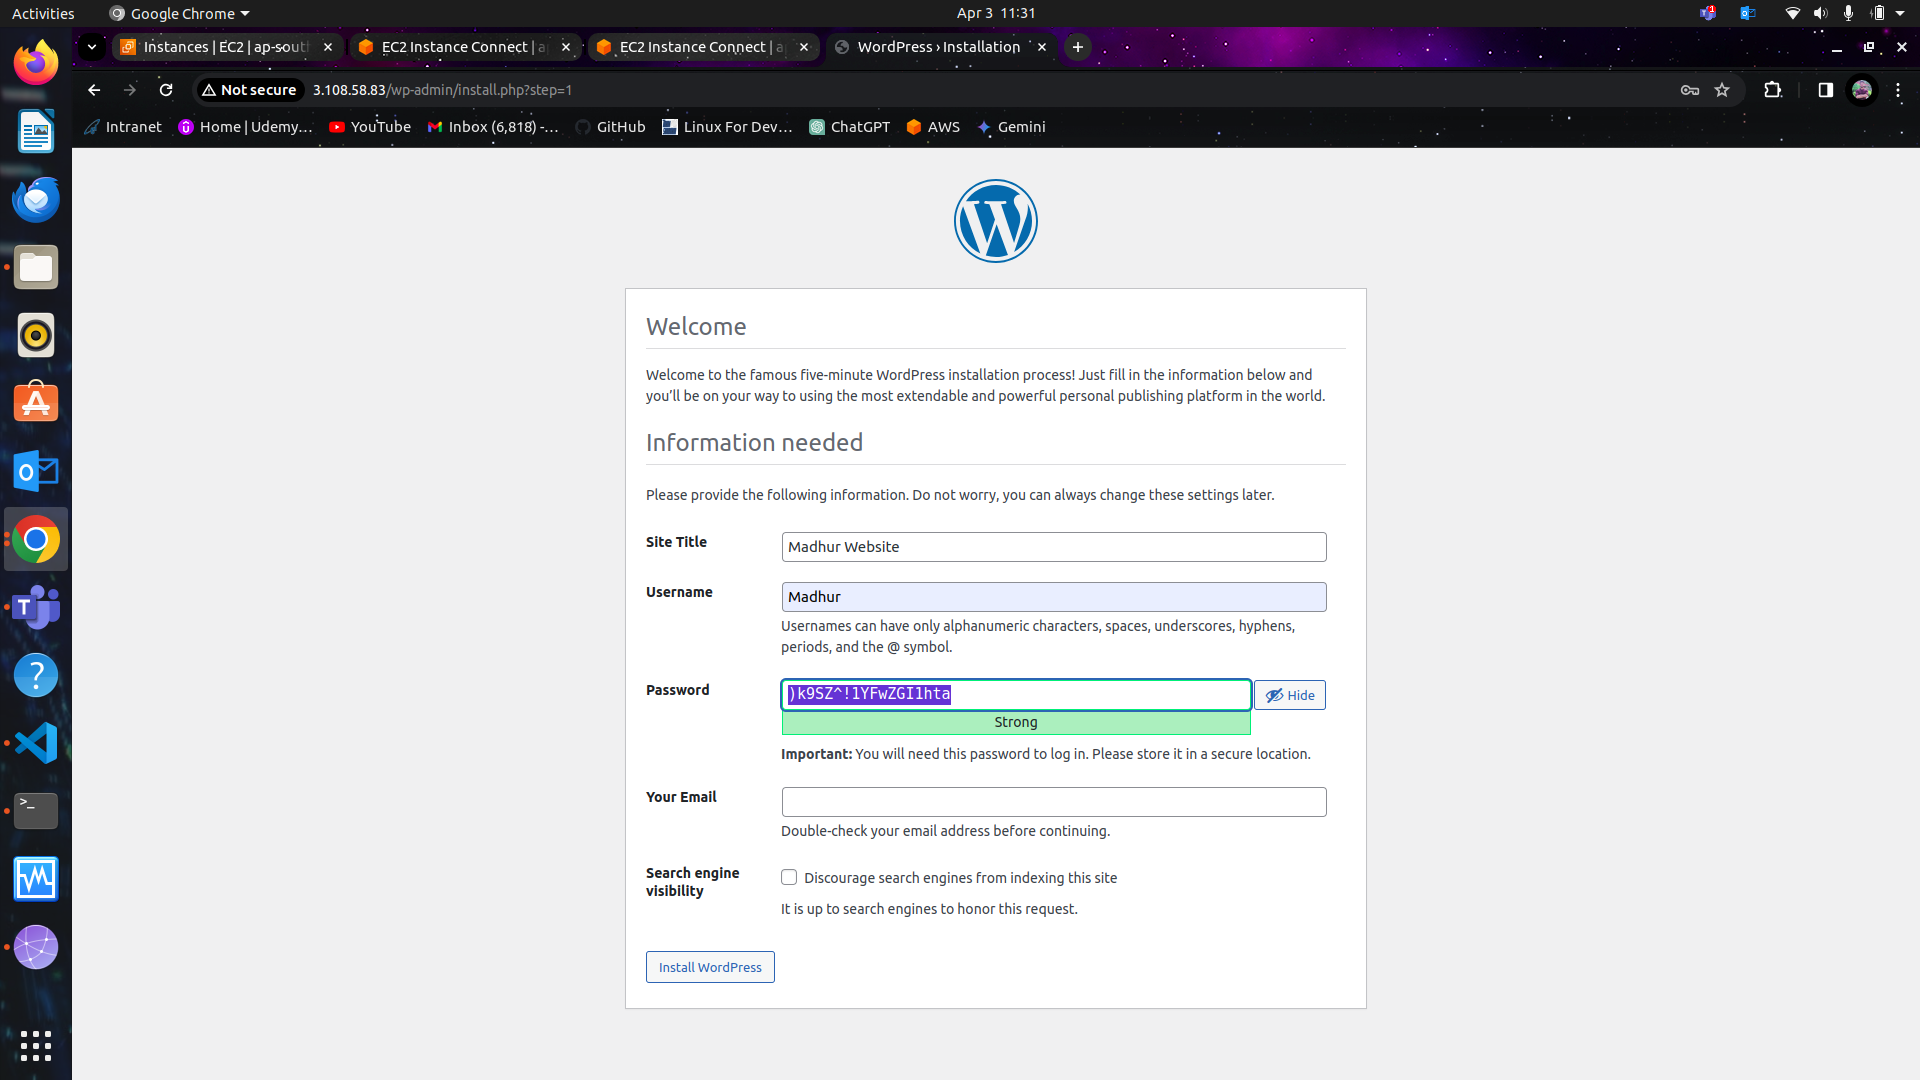 Activities
Google Chrome
Apr 3 11:31
1
Instances | EC2 | ap-sout
EC2 Instance Connect | a
EC2 Instance Connect | a
WordPress › Installation
Not secure
3.108.58.83/wp-admin/install.php?step=1
Intranet
Home | Udemy...
YouTube
Inbox (6,818) -...
GitHub
Linux For Dev...
ChatGPT
AWS
Gemini
Welcome
Welcome to the famous five-minute WordPress installation process! Just fill in the information below and
you’ll be on your way to using the most extendable and powerful personal publishing platform in the world.
Information needed
Please provide the following information. Do not worry, you can always change these settings later.
Site Title
Madhur Website
Username
Madhur
Usernames can have only alphanumeric characters, spaces, underscores, hyphens,
periods, and the @ symbol.
Password
)k9SZ^!1YFwZGI1hta
Hide
Strong
Important: You will need this password to log in. Please store it in a secure location.
Your Email
Double-check your email address before continuing.
Search engine
visibility
Discourage search engines from indexing this site
It is up to search engines to honor this request.
Install WordPress